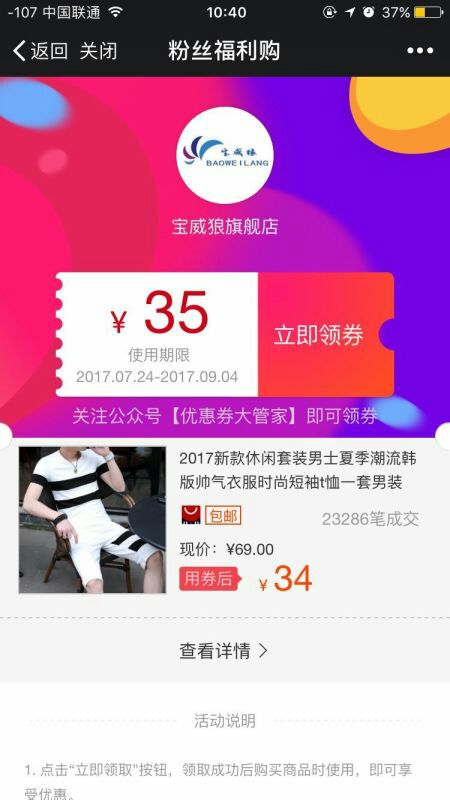 -107 中国联通 10:40 37%
返回 关闭 粉丝福利购
宝威狼
BAOWEILANG
宝威狼旗舰店
¥ 35
立即领券
使用期限
2017.07.24-2017.09.04
关注公众号【优惠券大管家】即可领券
2017新款休闲套装男士夏季潮流韩
版帅气衣服时尚短袖t恤一套男装
包邮 23286笔成交
现价：¥69.00
用券后 ¥ 34
查看详情
活动说明
1. 点击“立即领取”按钮，领取成功后购买商品时使用，即可享
受优惠。